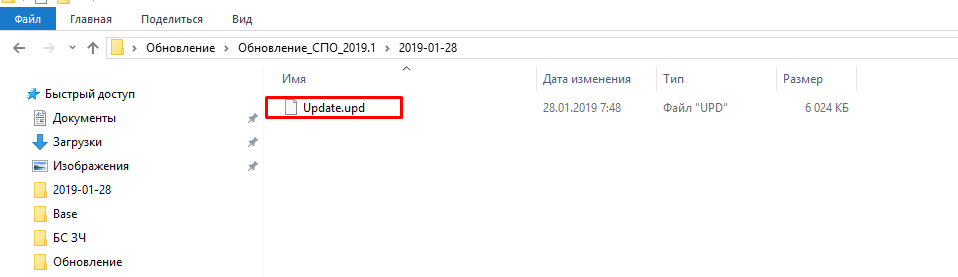 Файл Главная Поделиться Вид
Обновление Обновление_СПО_2019.1 2019-01-28
Имя Дата изменения Тип Размер
Быстрый доступ
Update.upd 28.01.2019 7:48 Файл "UPD" 6 024 КБ
Документы
Загрузки
Изображения
2019-01-28
Base
БС ЗЧ
Обновление